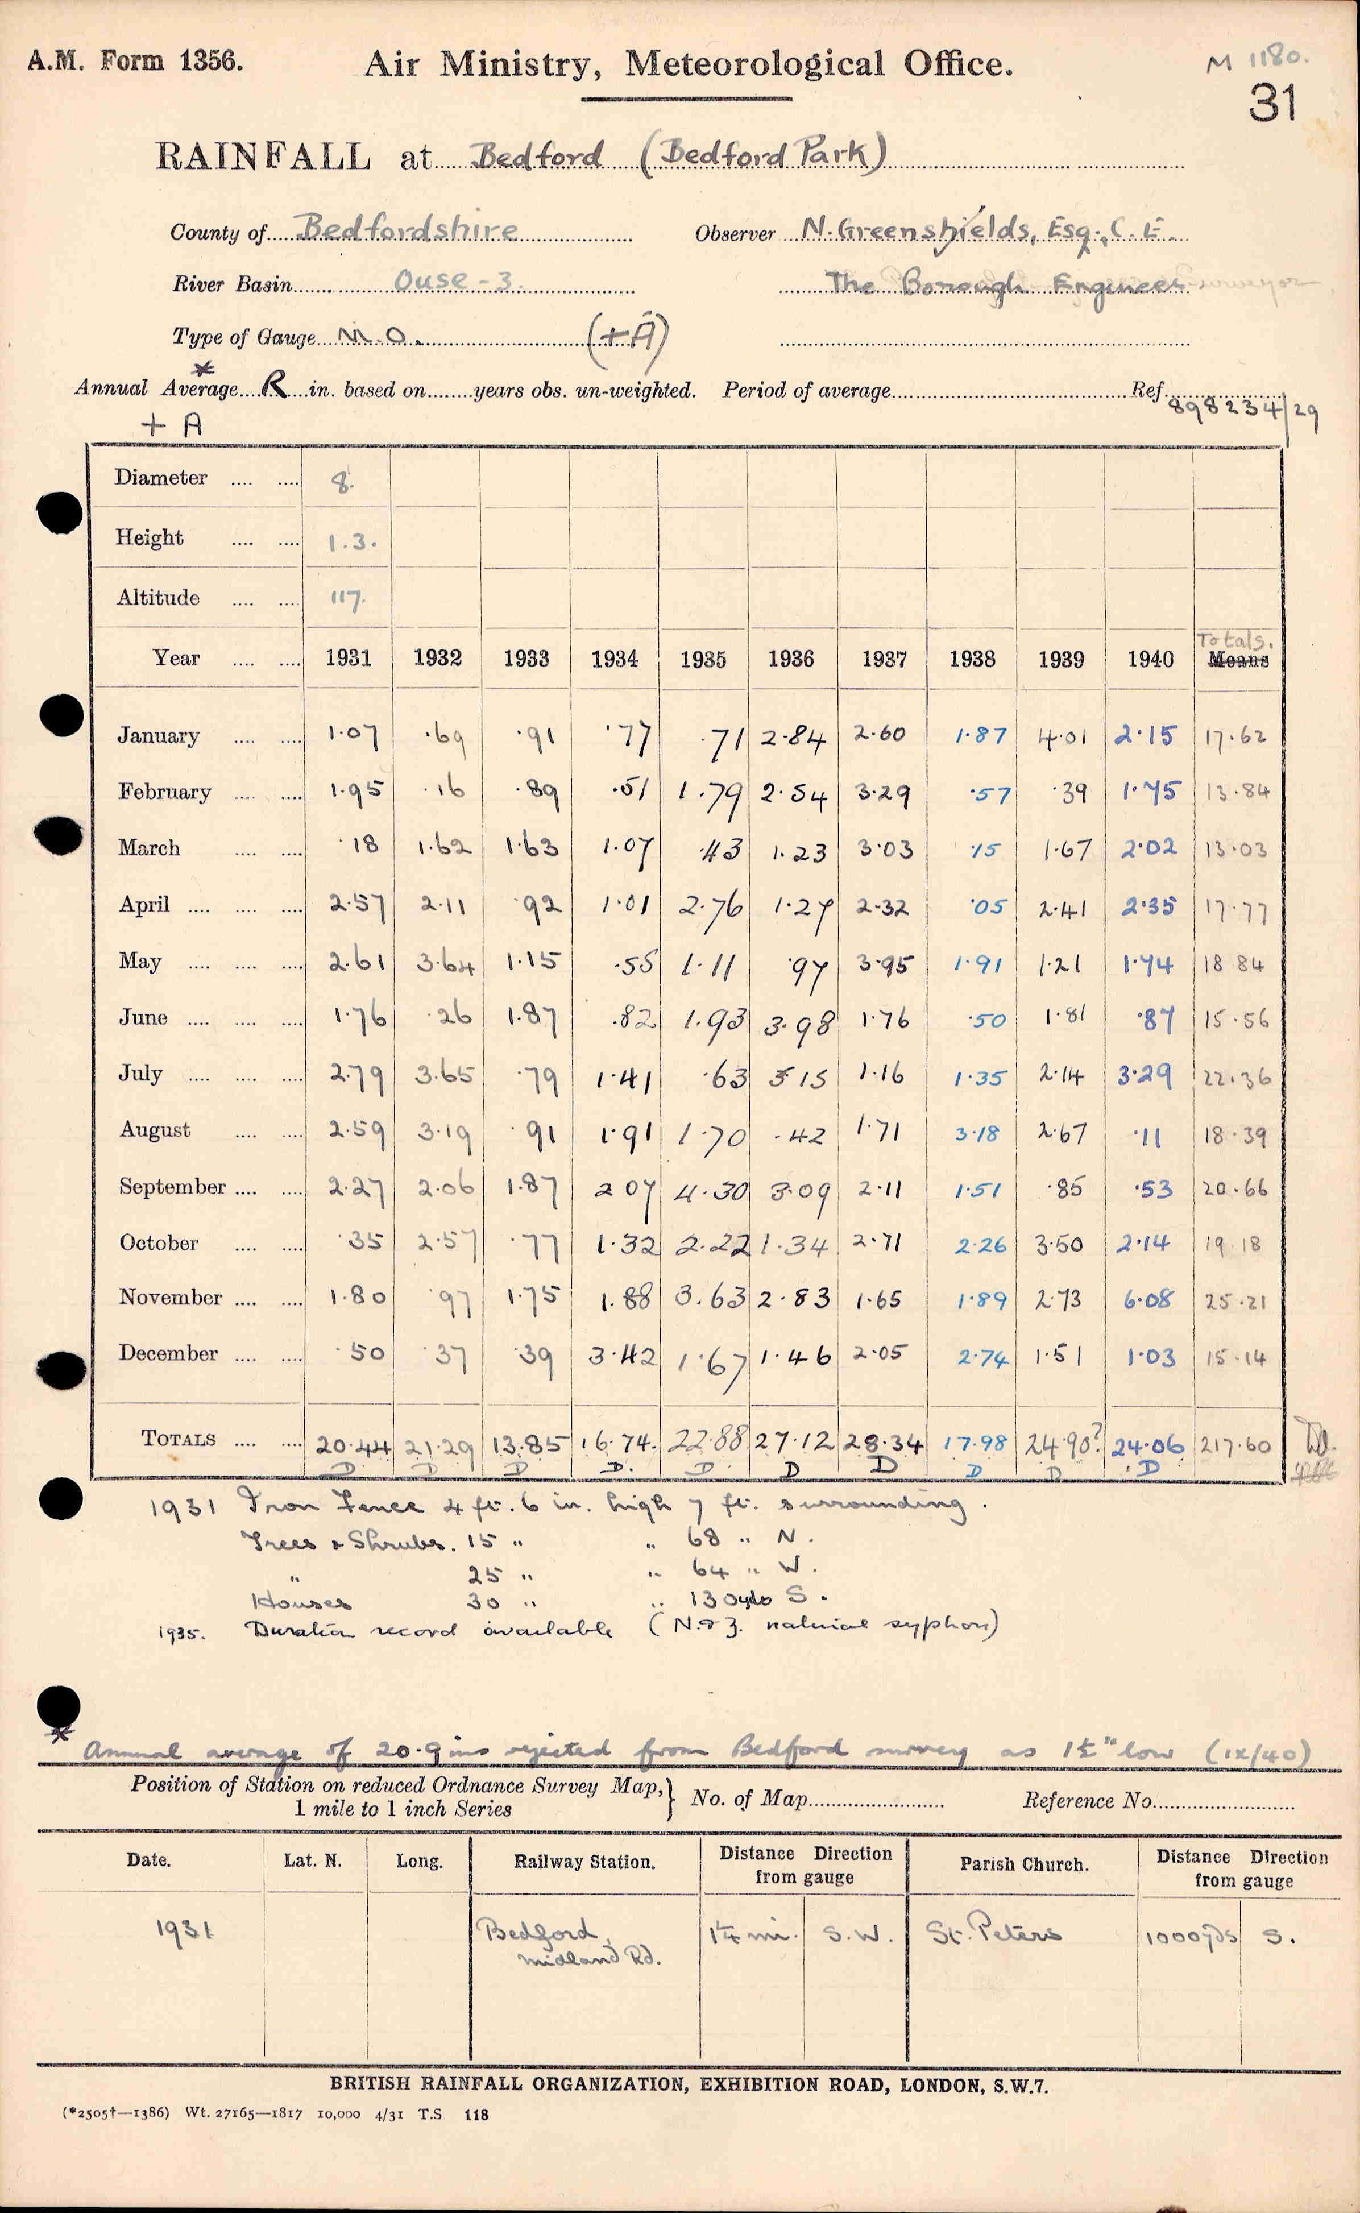 A.M. Form 1356.
Air Ministry, Meteorological Office.
M 1180.
31
RAINFALL at Bedford (Bedford Park)
County of Bedfordshire Observer N. Greenshields, Esq., C.E.
River Basin Ouse - 3. The Borough Engineer Surveyor
Type of Gauge M.O. (+A)
Annual Average R in. based on ........ years obs. un-weighted. Period of average ........ Ref. 898234/29
* + A
Diameter .... .... 8.
Height .... .... 1.3.
Altitude .... .... 117.
Year .... .... 1931 1932 1933 1934 1935 1936 1937 1938 1939 1940 Totals. Means
January .... .... 1.07 .69 .91 .77 .71 2.84 2.60 1.87 4.01 2.15 17.62
February .... .... 1.95 .16 .89 .51 1.79 2.54 3.29 .57 .39 1.75 13.84
March .... .... .18 1.62 1.63 1.07 .43 1.23 3.03 .15 1.67 2.02 13.03
April .... .... .... 2.57 2.11 .92 1.01 2.76 1.27 2.32 .05 2.41 2.35 17.77
May .... .... .... 2.61 3.64 1.15 .55 1.11 .97 3.95 1.91 1.21 1.74 18 84
June .... .... .... 1.76 .26 1.87 .82 1.93 3.98 1.76 .50 1.81 .87 15.56
July .... .... .... 2.79 3.65 .79 1.41 .63 5 15 1.16 1.35 2.14 3.29 22.36
August .... .... 2.59 3.19 .91 1.91 1.70 .42 1.71 3.18 2.67 .11 18.39
September .... .... 2.27 2.06 1.87 2 07 4.30 3.09 2.11 1.51 .85 .53 20.66
October .... .... .35 2.57 .77 1.32 2.22 1.34 2.71 2.26 3.50 2.14 19 18
November .... .... 1.80 .97 1.75 1.88 3.63 2.83 1.65 1.89 2.73 6.08 25.21
December .... .... .50 .37 .39 3.42 1.67 1.46 2.05 2.74 1.51 1.03 15.14
TOTALS .... .... 20.44 21.29 13.85 16.74. 22.88 27.12 28.34 17.98 24.90? 24.06 217.60
D D D D. D. D D D D D
1931 Iron Fence 4 ft. 6 in. high 7 ft. surrounding.
Trees & Shrubs. 15 " " 68 " N.
" 25 " " 64 " W.
Houses 30 " " 130 yds S.
1935. Duration record available (N & Z. natural syphon)
* Annual average of 20.9 ins rejected from Bedford survey as 1½" low (ix/40)
Position of Station on reduced Ordnance Survey Map, } No. of Map ........ Reference No. ........
1 mile to 1 inch Series
Date. Lat. N. Long. Railway Station. Distance Direction from gauge Parish Church. Distance Direction from gauge
1931 Bedford, Midland Rd. 1¼ mi. S.W. St. Peters 1000yds S.
BRITISH RAINFALL ORGANIZATION, EXHIBITION ROAD, LONDON, S.W.7.
(*2505†—1386) Wt. 27165—1817 10,000 4/31 T.S 118